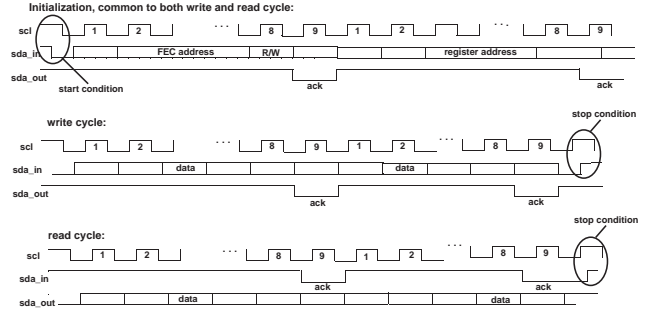 Initialization, common to both write and read cycle:
scl 1 2 ... 8 9 1 2 ... 8 9
sda_in FEC address R/W register address
sda_out
ack ack
start condition
stop condition
write cycle:
scl 1 2 ... 8 9 1 2 ... 8 9
sda_in data data
sda_out
ack ack
stop condition
read cycle:
scl 1 2 ... 8 9 1 2 ... 8 9
sda_in
ack ack
sda_out data data